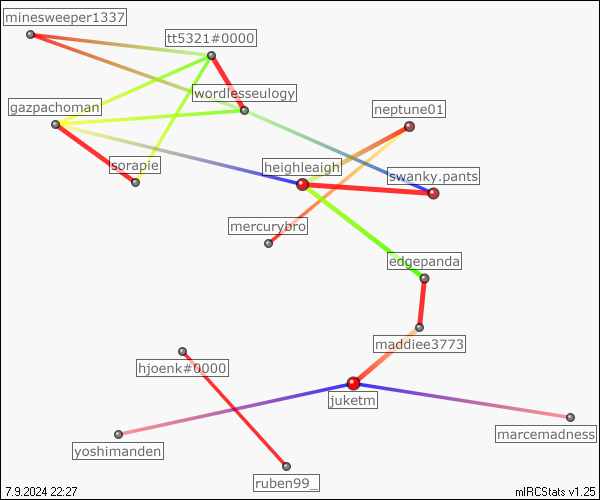 minesweeper1337
tt5321#0000
wordlesseulogy
gazpachoman
neptune01
sorapie
heighleaigh
swanky.pants
mercurybro
edgepanda
maddiee3773
hjoenk#0000
juketm
marcemadness
yoshimanden
ruben99_
7.9.2024 22:27
mIRCStats v1.25